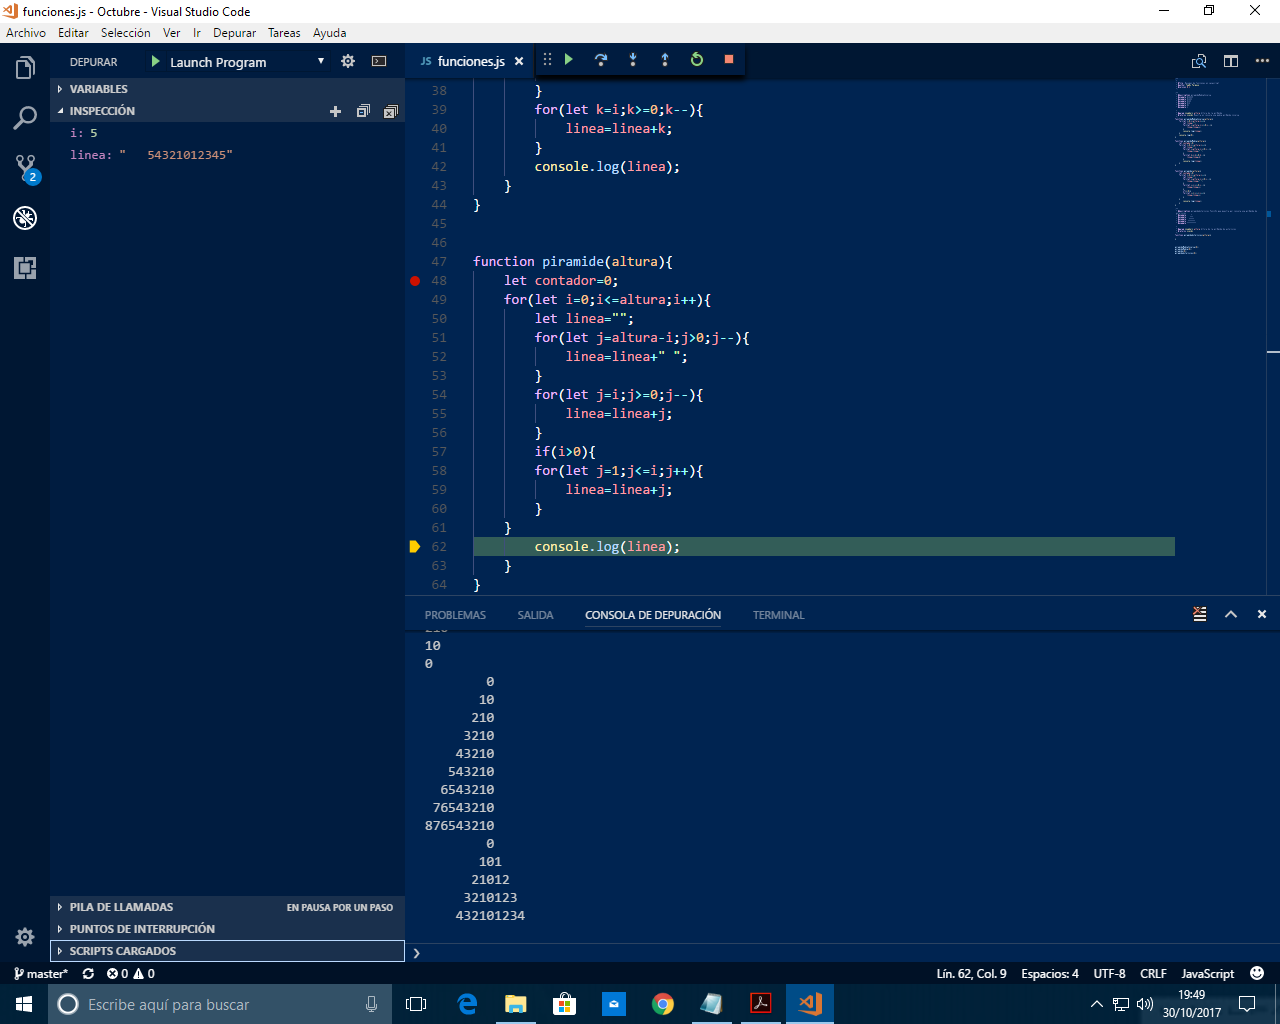 funciones.js - Octubre - Visual Studio Code
Archivo Editar Selección Ver Ir Depurar Tareas Ayuda
DEPURAR Launch Program
JS funciones.js
VARIABLES
INSPECCIÓN
i: 5
linea: "   54321012345"
38 }
39 for(let k=i;k>=0;k--){
40 linea=linea+k;
41 }
42 console.log(linea);
43 }
44 }
45
46
47 function piramide(altura){
48 let contador=0;
49 for(let i=0;i<=altura;i++){
50 let linea="";
51 for(let j=altura-i;j>0;j--){
52 linea=linea+" ";
53 }
54 for(let j=i;j>=0;j--){
55 linea=linea+j;
56 }
57 if(i>0){
58 for(let j=1;j<=i;j++){
59 linea=linea+j;
60 }
61 }
62 console.log(linea);
63 }
64 }
PROBLEMAS SALIDA CONSOLA DE DEPURACIÓN TERMINAL
210
10
0
0
10
210
3210
43210
543210
6543210
76543210
876543210
0
101
21012
3210123
432101234
PILA DE LLAMADAS EN PAUSA POR UN PASO
PUNTOS DE INTERRUPCIÓN
SCRIPTS CARGADOS
2
master* 0 0 Lín. 62, Col. 9 Espacios: 4 UTF-8 CRLF JavaScript
Escribe aquí para buscar
19:49
30/10/2017